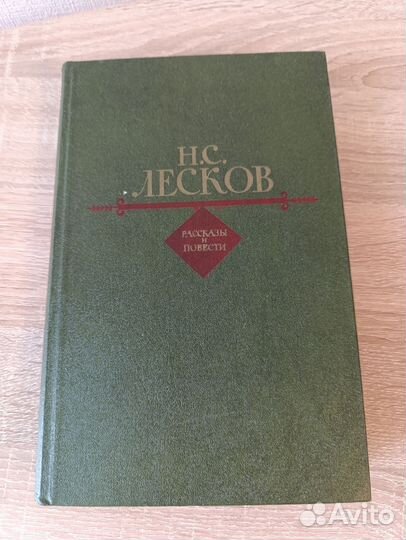 Н.С.
ЛЕСКОВ
РАССКАЗЫ
И
ПОВЕСТИ
Avito